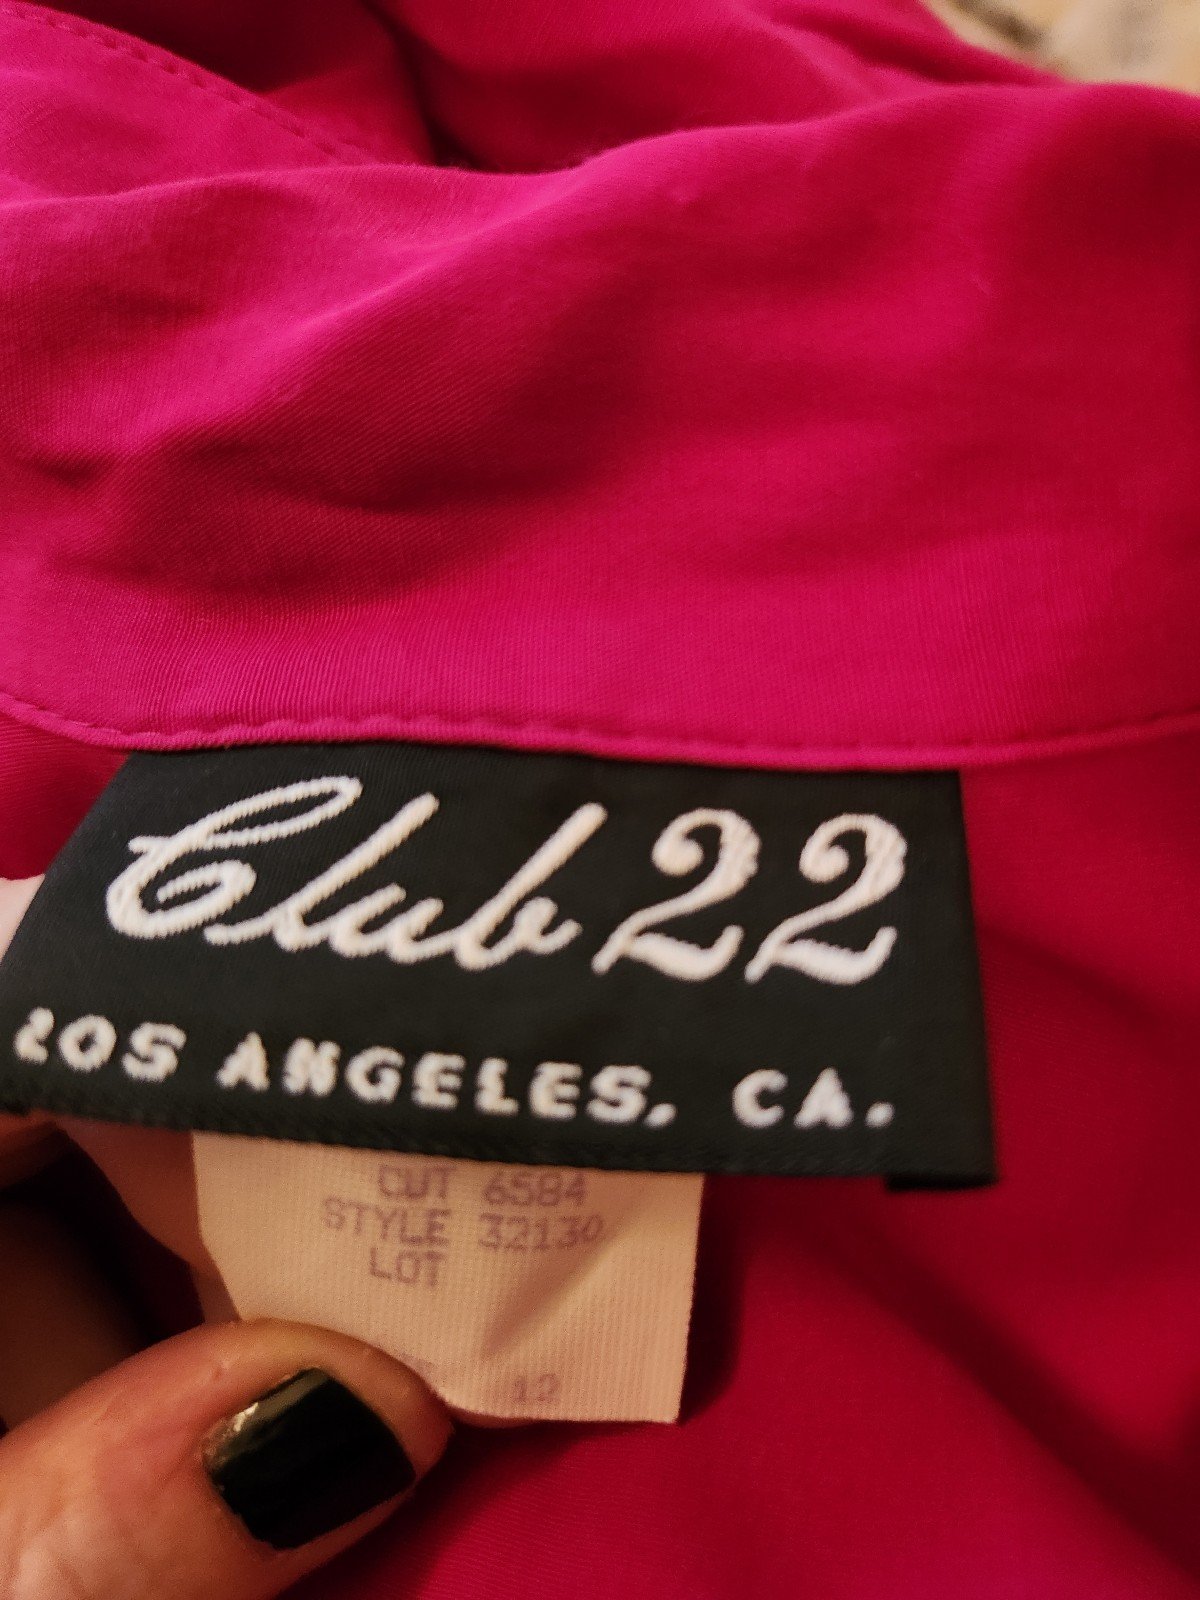 Club 22
LOS ANGELES, CA.
CUT 6584
STYLE 32130
LOT
12